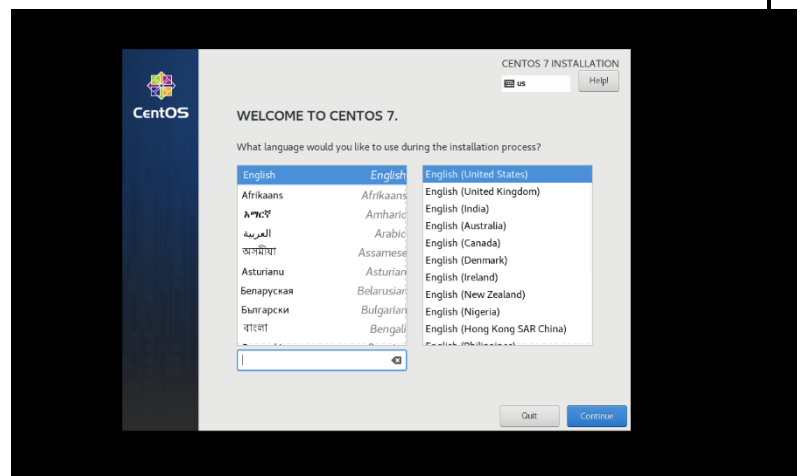 CENTOS 7 INSTALLATION
us
Help!
CentOS
WELCOME TO CENTOS 7.
What language would you like to use during the installation process?
English English
Afrikaans Afrikaans
አማርኛ Amharic
العربية Arabic
অসমীয়া Assamese
Asturianu Asturian
Беларуская Belarusian
Български Bulgarian
বাংলা Bengali
English (United States)
English (United Kingdom)
English (India)
English (Australia)
English (Canada)
English (Denmark)
English (Ireland)
English (New Zealand)
English (Nigeria)
English (Hong Kong SAR China)
English (Philippines)
Quit
Continue